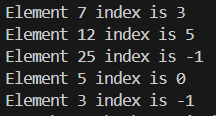 Element 7 index is 3
Element 12 index is 5
Element 25 index is -1
Element 5 index is 0
Element 3 index is -1